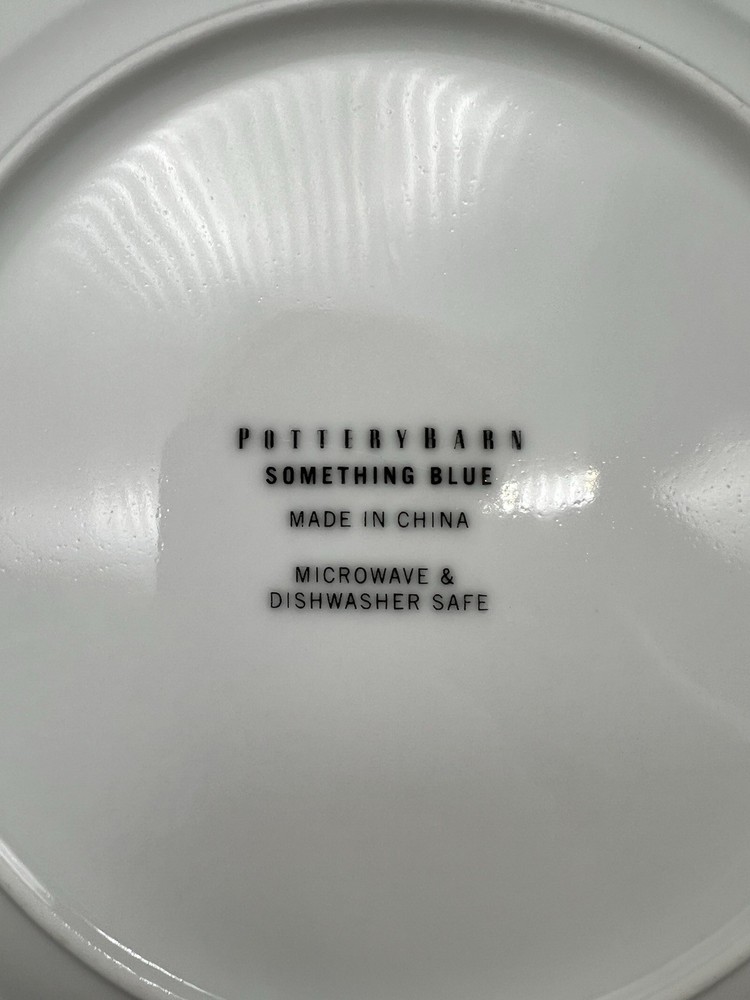 POTTERYBARN
SOMETHING BLUE
MADE IN CHINA
MICROWAVE &
DISHWASHER SAFE